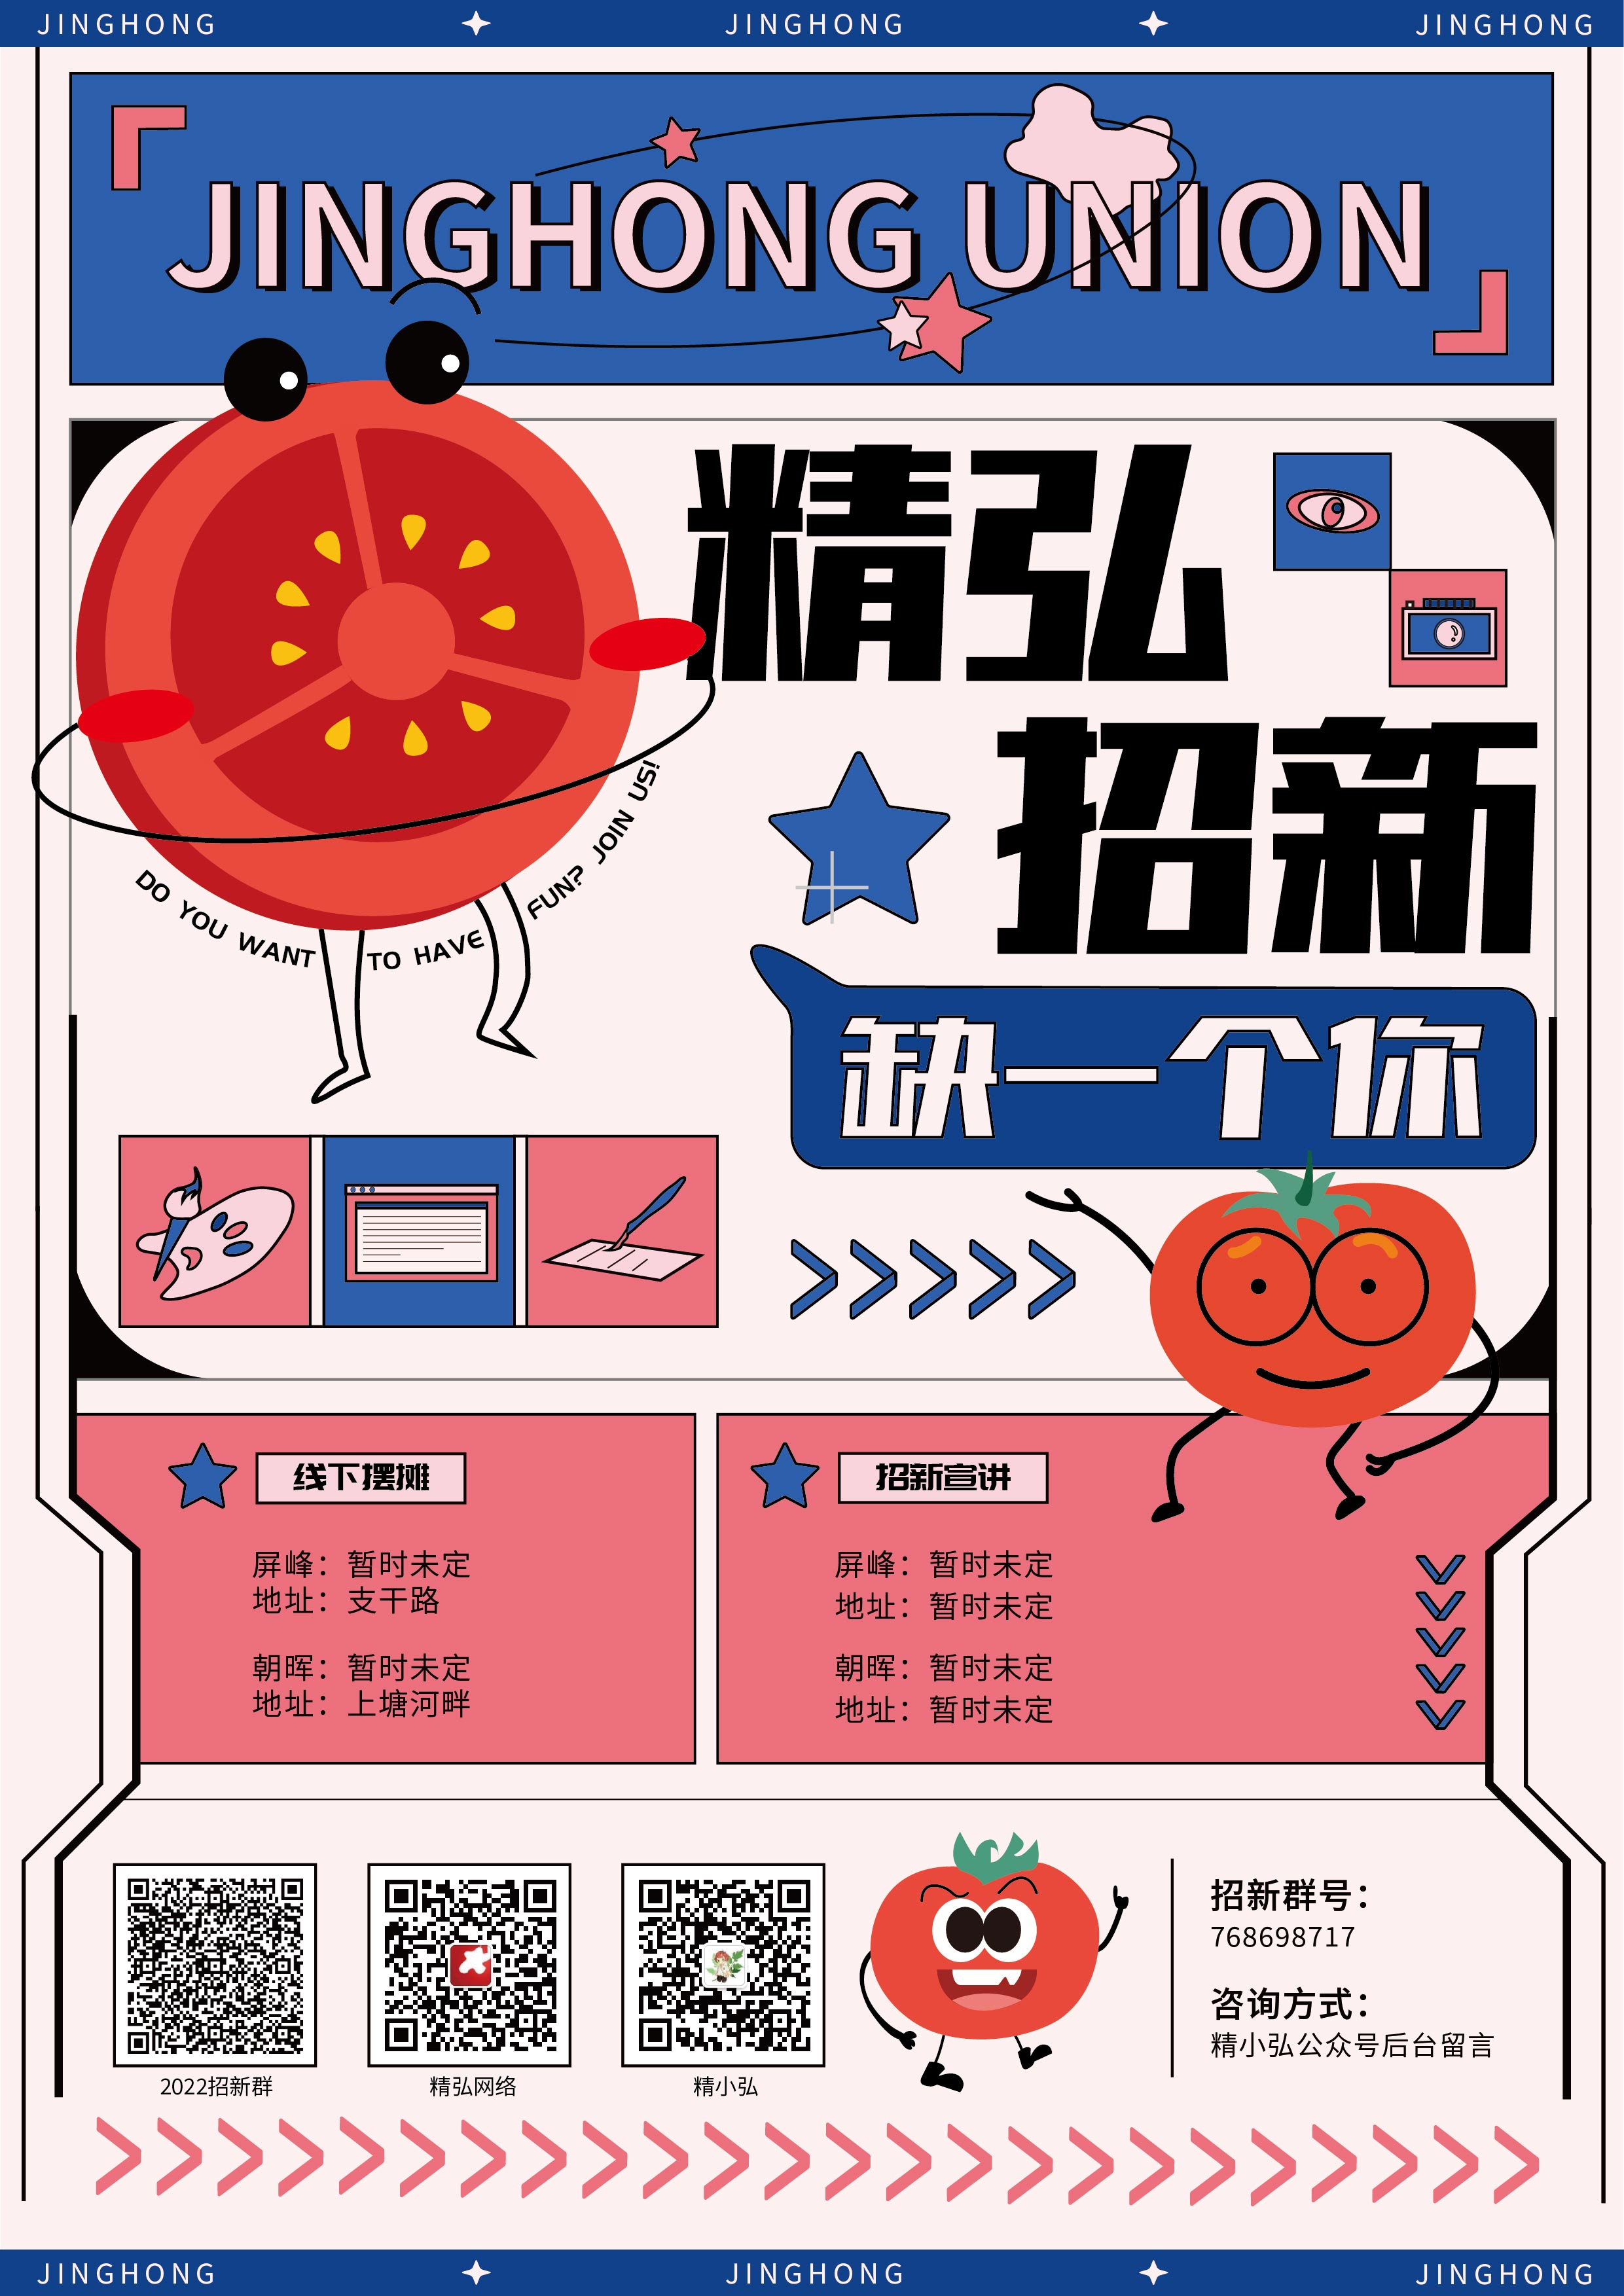 JINGHONG JINGHONG JINGHONG
JINGHONG UNION
精弘
招新
DO YOU WANT TO HAVE FUN? JOIN US!
缺一个你
线下摆摊
屏峰：暂时未定
地址：支干路
朝晖：暂时未定
地址：上塘河畔
招新宣讲
屏峰：暂时未定
地址：暂时未定
朝晖：暂时未定
地址：暂时未定
2022招新群
精弘网络
精小弘
招新群号：
768698717
咨询方式：
精小弘公众号后台留言
JINGHONG JINGHONG JINGHONG